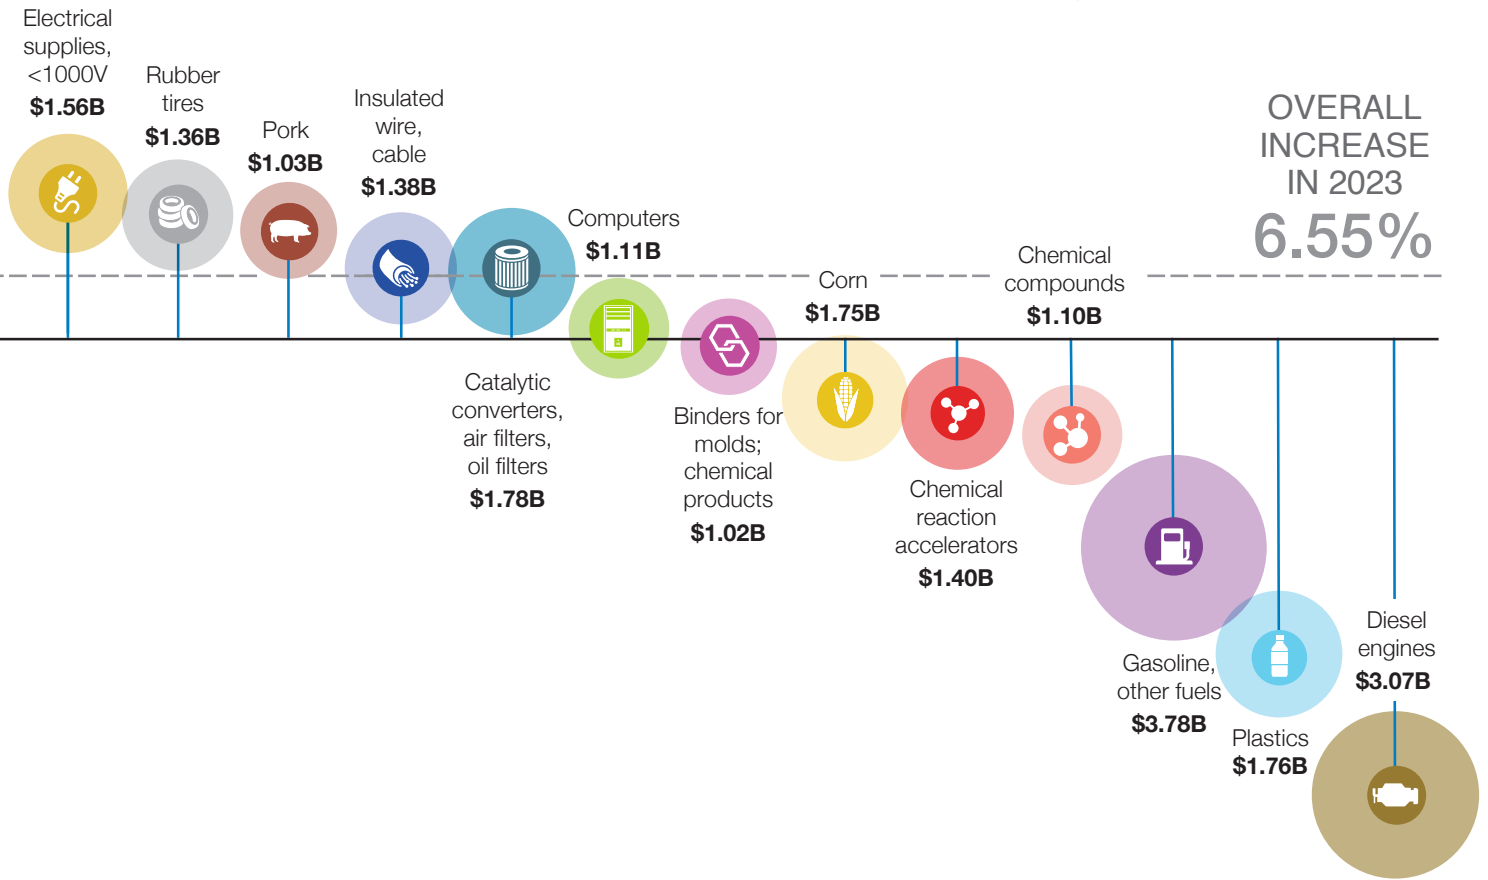 Electrical
supplies,
<1000V
$1.56B
Rubber
tires
$1.36B
Pork
$1.03B
Insulated
wire,
cable
$1.38B
Catalytic
converters,
air filters,
oil filters
$1.78B
Computers
$1.11B
Binders for
molds;
chemical
products
$1.02B
Corn
$1.75B
Chemical
reaction
accelerators
$1.40B
Chemical
compounds
$1.10B
OVERALL
INCREASE
IN 2023
6.55%
Gasoline,
other fuels
$3.78B
Plastics
$1.76B
Diesel
engines
$3.07B